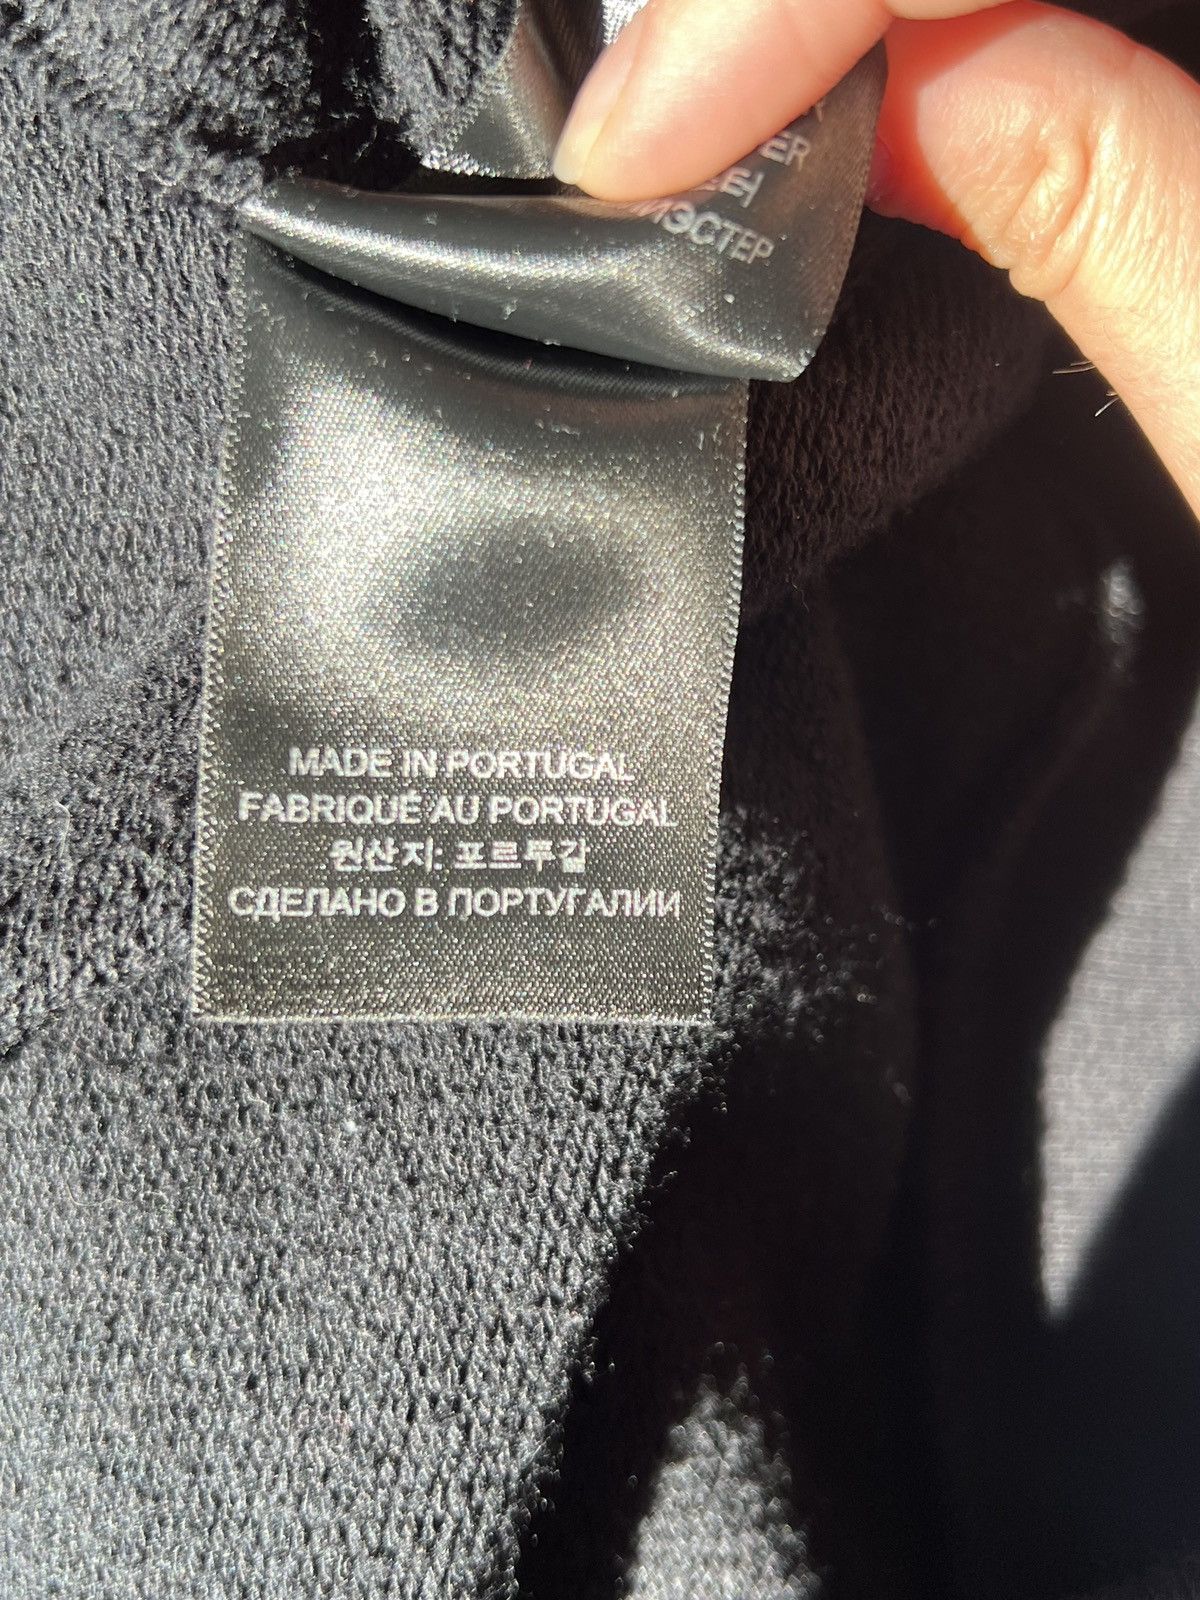 MADE IN PORTUGAL
FABRIQUÉ AU PORTUGAL
원산지: 포르투갈
СДЕЛАНО В ПОРТУГАЛИИ